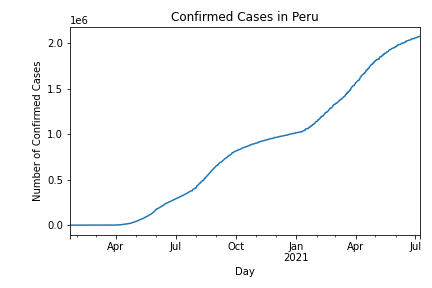 Confirmed Cases in Peru
1e6
2.0
1.5
1.0
0.5
0.0
Number of Confirmed Cases
Apr Jul Oct Jan Apr Jul
2021
Day